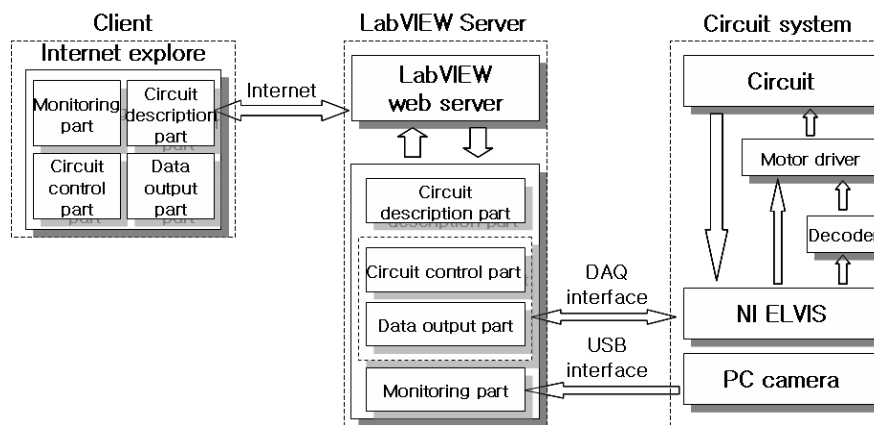 Client
Internet explore
Monitoring
part
Circuit
description
part
Circuit
control
part
Data
output
part
Internet
LabVIEW Server
LabVIEW
web server
Circuit
description part
Circuit control part
Data output part
Monitoring part
DAQ
interface
USB
interface
Circuit system
Circuit
Motor driver
Decoder
NI ELVIS
PC camera